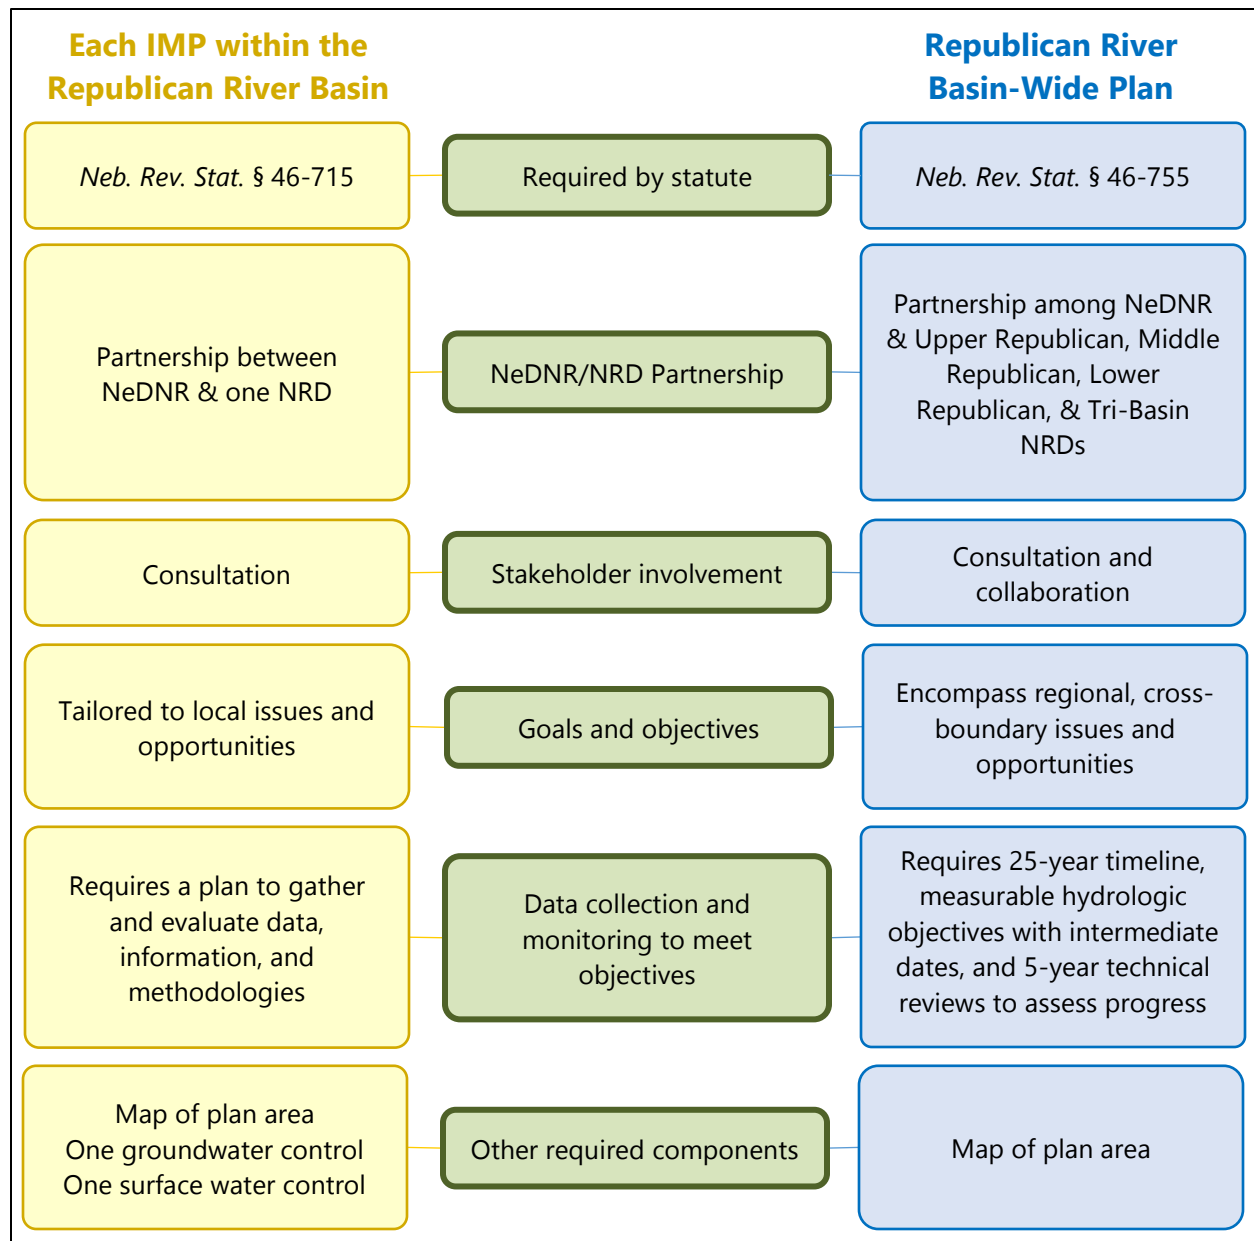 Each IMP within the
Republican River Basin
Republican River
Basin-Wide Plan
Neb. Rev. Stat. § 46-715
Required by statute
Neb. Rev. Stat. § 46-755
Partnership between
NeDNR & one NRD
NeDNR/NRD Partnership
Partnership among NeDNR
& Upper Republican, Middle
Republican, Lower
Republican, & Tri-Basin
NRDs
Consultation
Stakeholder involvement
Consultation and
collaboration
Tailored to local issues and
opportunities
Goals and objectives
Encompass regional, cross-
boundary issues and
opportunities
Requires a plan to gather
and evaluate data,
information, and
methodologies
Data collection and
monitoring to meet
objectives
Requires 25-year timeline,
measurable hydrologic
objectives with intermediate
dates, and 5-year technical
reviews to assess progress
Map of plan area
One groundwater control
One surface water control
Other required components
Map of plan area